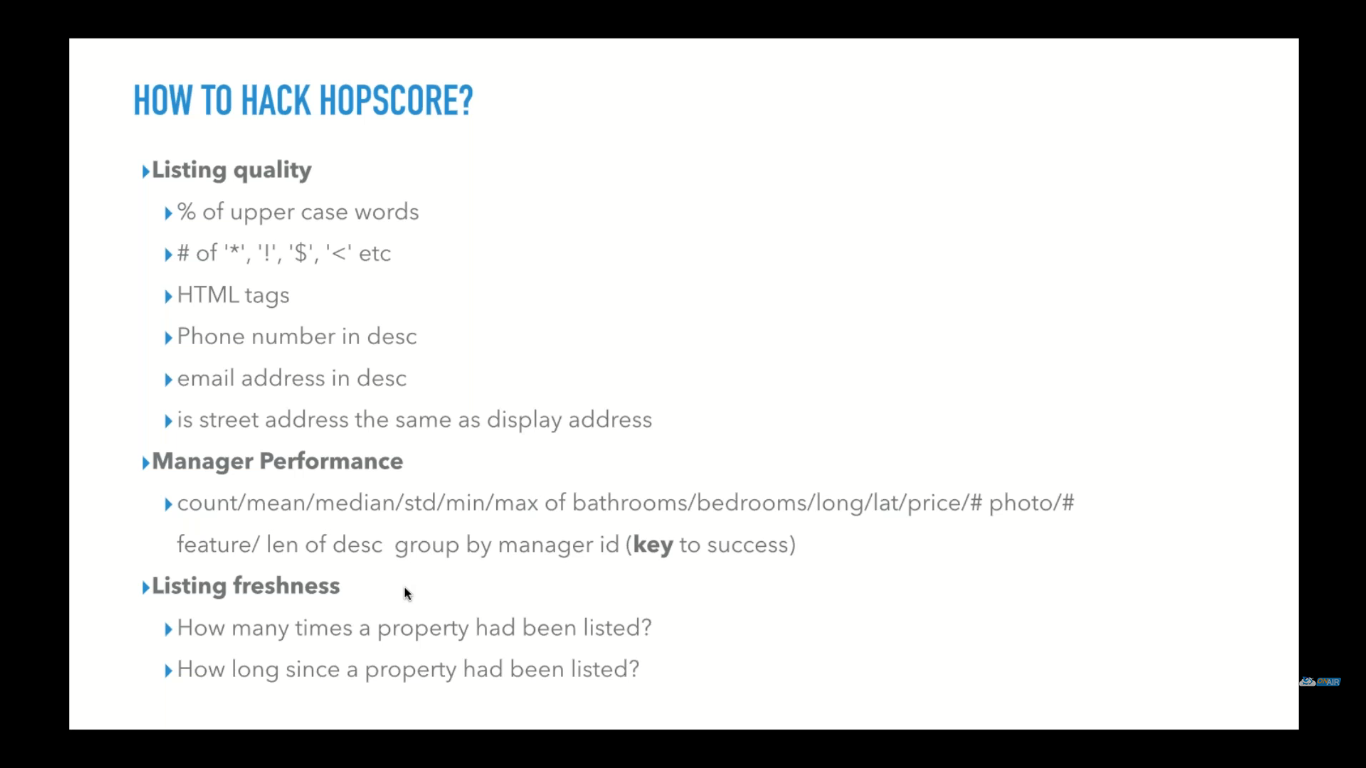 HOW TO HACK HOPSCORE?
Listing quality
% of upper case words
# of '*', '!', '$', '<' etc
HTML tags
Phone number in desc
email address in desc
is street address the same as display address
Manager Performance
count/mean/median/std/min/max of bathrooms/bedrooms/long/lat/price/# photo/#
feature/ len of desc group by manager id (key to success)
Listing freshness
How many times a property had been listed?
How long since a property had been listed?